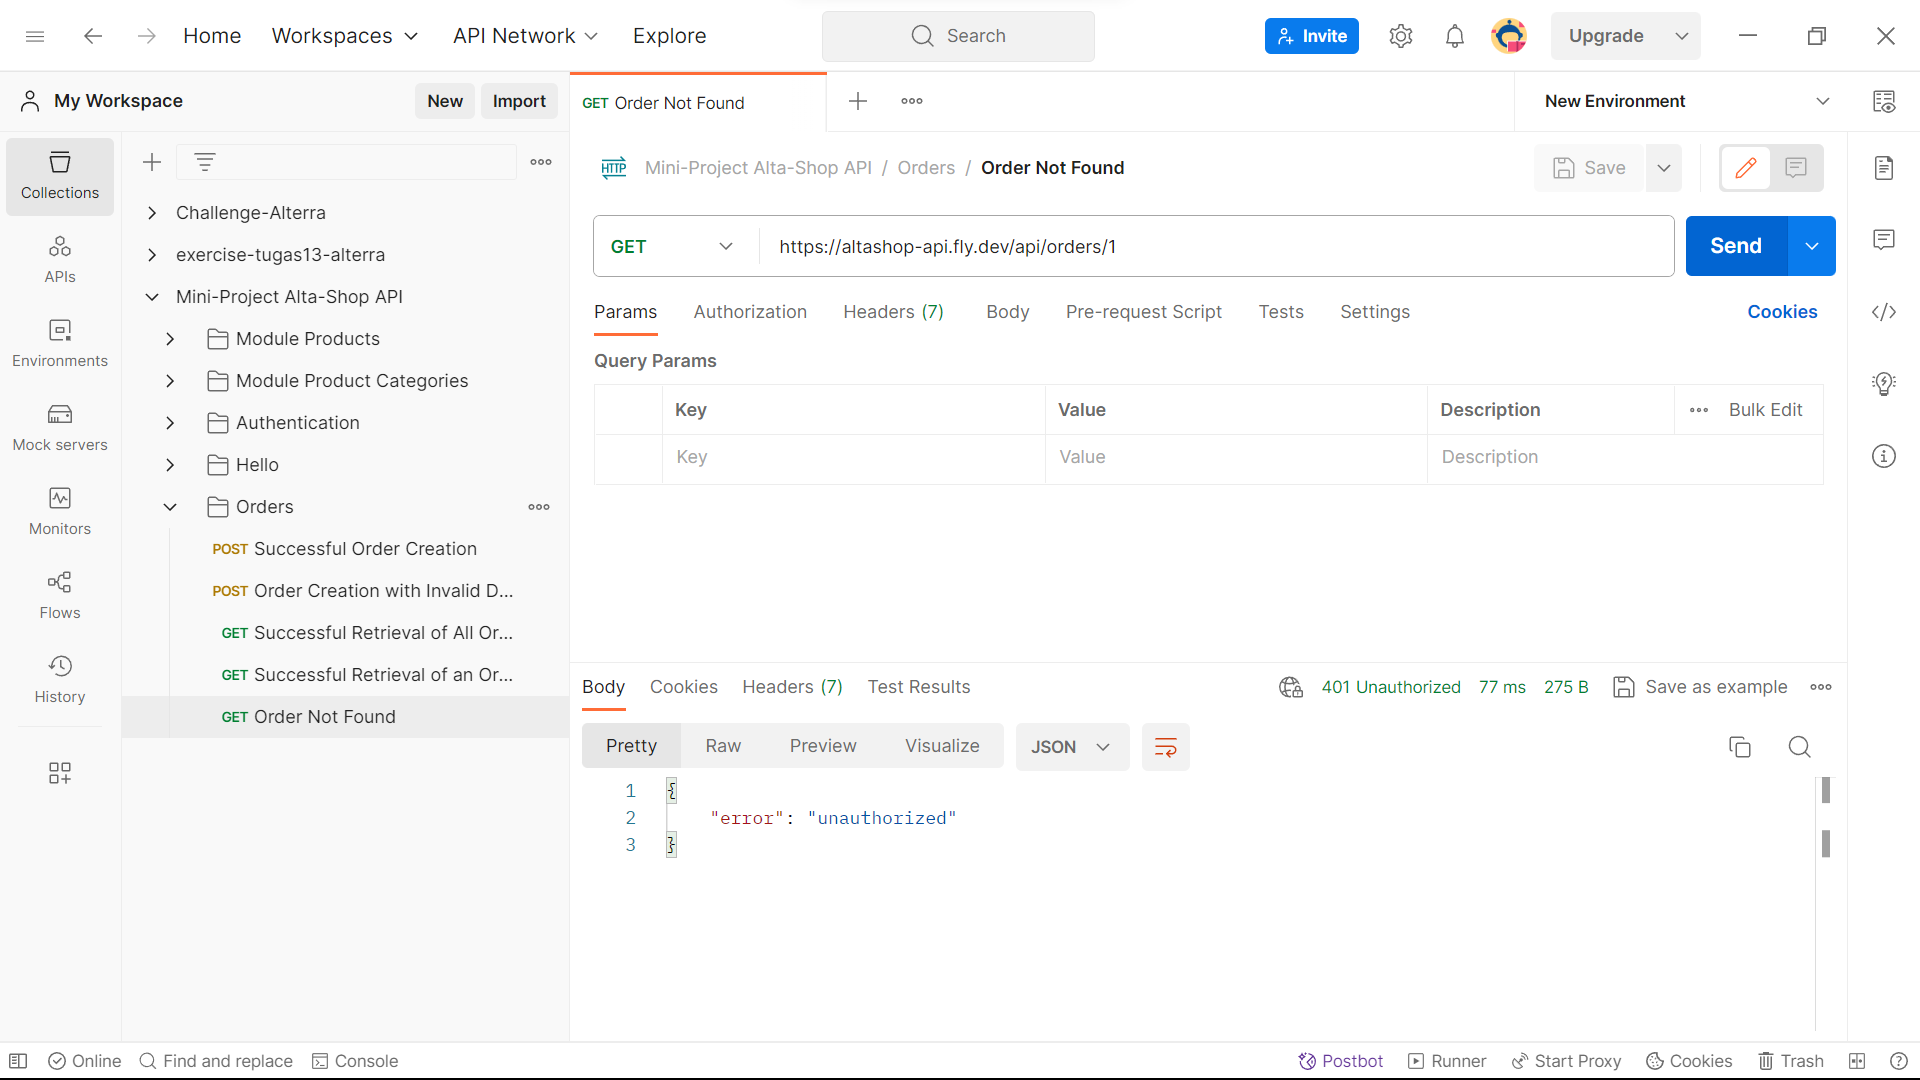 Home Workspaces API Network Explore Search Invite Upgrade
My Workspace New Import GET Order Not Found New Environment
HTTP Mini-Project Alta-Shop API / Orders / Order Not Found Save
Collections
APIs
Environments
Mock servers
Monitors
Flows
History
Challenge-Alterra
exercise-tugas13-alterra
Mini-Project Alta-Shop API
Module Products
Module Product Categories
Authentication
Hello
Orders
POST Successful Order Creation
POST Order Creation with Invalid D...
GET Successful Retrieval of All Or...
GET Successful Retrieval of an Or...
GET Order Not Found
GET https://altashop-api.fly.dev/api/orders/1 Send
Params Authorization Headers (7) Body Pre-request Script Tests Settings Cookies
Query Params
Key Value Description Bulk Edit
Key Value Description
Body Cookies Headers (7) Test Results 401 Unauthorized 77 ms 275 B Save as example
Pretty Raw Preview Visualize JSON
1 {
2 "error": "unauthorized"
3 }
Online Find and replace Console Postbot Runner Start Proxy Cookies Trash